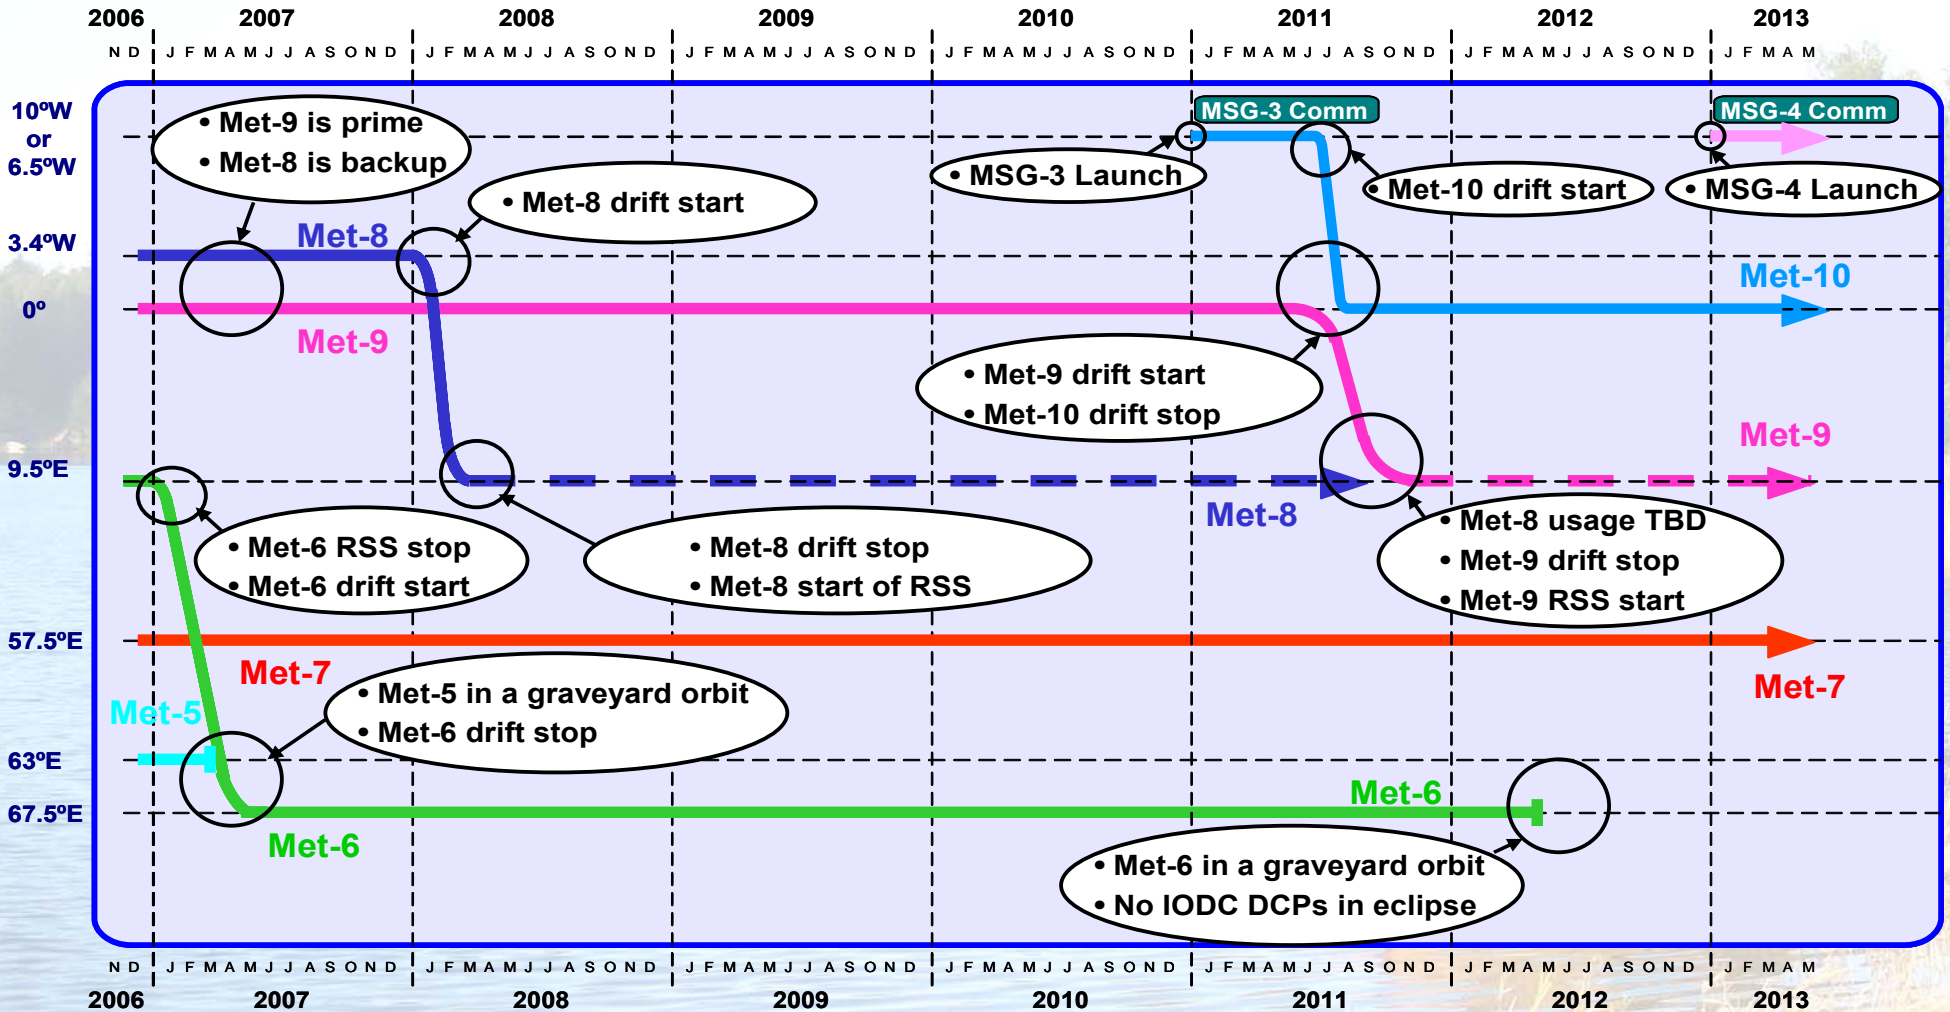 2006 2007 2008 2009 2010 2011 2012 2013
N D J F M A M J J A S O N D J F M A M J J A S O N D J F M A M J J A S O N D J F M A M J J A S O N D J F M A M J J A S O N D J F M A M J J A S O N D J F M A M
10ºW
or
6.5ºW
3.4ºW
0º
9.5ºE
57.5ºE
63ºE
67.5ºE
MSG-3 Comm
MSG-4 Comm
• Met-9 is prime
• Met-8 is backup
• MSG-3 Launch
• Met-10 drift start
• MSG-4 Launch
• Met-8 drift start
Met-8
Met-9
Met-10
• Met-9 drift start
• Met-10 drift stop
Met-9
Met-8
• Met-6 RSS stop
• Met-6 drift start
• Met-8 drift stop
• Met-8 start of RSS
• Met-8 usage TBD
• Met-9 drift stop
• Met-9 RSS start
Met-7
Met-7
Met-5
• Met-5 in a graveyard orbit
• Met-6 drift stop
Met-6
Met-6
• Met-6 in a graveyard orbit
• No IODC DCPs in eclipse
N D J F M A M J J A S O N D J F M A M J J A S O N D J F M A M J J A S O N D J F M A M J J A S O N D J F M A M J J A S O N D J F M A M J J A S O N D J F M A M
2006 2007 2008 2009 2010 2011 2012 2013